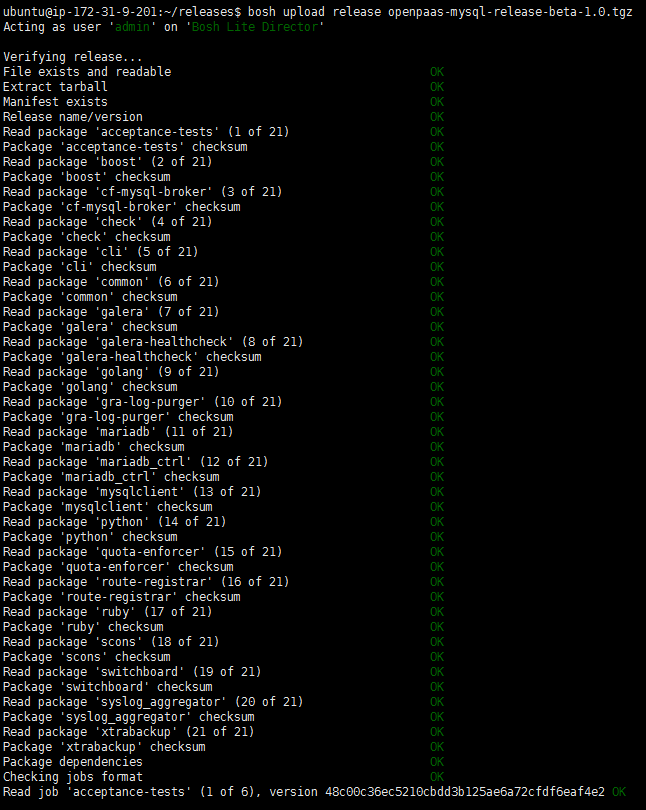 ubuntu@ip-172-31-9-201:~/releases$ bosh upload release openpaas-mysql-release-beta-1.0.tgz
Acting as user 'admin' on 'Bosh Lite Director'
Verifying release...
File exists and readable OK
Extract tarball OK
Manifest exists OK
Release name/version OK
Read package 'acceptance-tests' (1 of 21) OK
Package 'acceptance-tests' checksum OK
Read package 'boost' (2 of 21) OK
Package 'boost' checksum OK
Read package 'cf-mysql-broker' (3 of 21) OK
Package 'cf-mysql-broker' checksum OK
Read package 'check' (4 of 21) OK
Package 'check' checksum OK
Read package 'cli' (5 of 21) OK
Package 'cli' checksum OK
Read package 'common' (6 of 21) OK
Package 'common' checksum OK
Read package 'galera' (7 of 21) OK
Package 'galera' checksum OK
Read package 'galera-healthcheck' (8 of 21) OK
Package 'galera-healthcheck' checksum OK
Read package 'golang' (9 of 21) OK
Package 'golang' checksum OK
Read package 'gra-log-purger' (10 of 21) OK
Package 'gra-log-purger' checksum OK
Read package 'mariadb' (11 of 21) OK
Package 'mariadb' checksum OK
Read package 'mariadb_ctrl' (12 of 21) OK
Package 'mariadb_ctrl' checksum OK
Read package 'mysqlclient' (13 of 21) OK
Package 'mysqlclient' checksum OK
Read package 'python' (14 of 21) OK
Package 'python' checksum OK
Read package 'quota-enforcer' (15 of 21) OK
Package 'quota-enforcer' checksum OK
Read package 'route-registrar' (16 of 21) OK
Package 'route-registrar' checksum OK
Read package 'ruby' (17 of 21) OK
Package 'ruby' checksum OK
Read package 'scons' (18 of 21) OK
Package 'scons' checksum OK
Read package 'switchboard' (19 of 21) OK
Package 'switchboard' checksum OK
Read package 'syslog_aggregator' (20 of 21) OK
Package 'syslog_aggregator' checksum OK
Read package 'xtrabackup' (21 of 21) OK
Package 'xtrabackup' checksum OK
Package dependencies OK
Checking jobs format OK
Read job 'acceptance-tests' (1 of 6), version 48c00c36ec5210cbdd3b125ae6a72cfdf6eaf4e2 OK